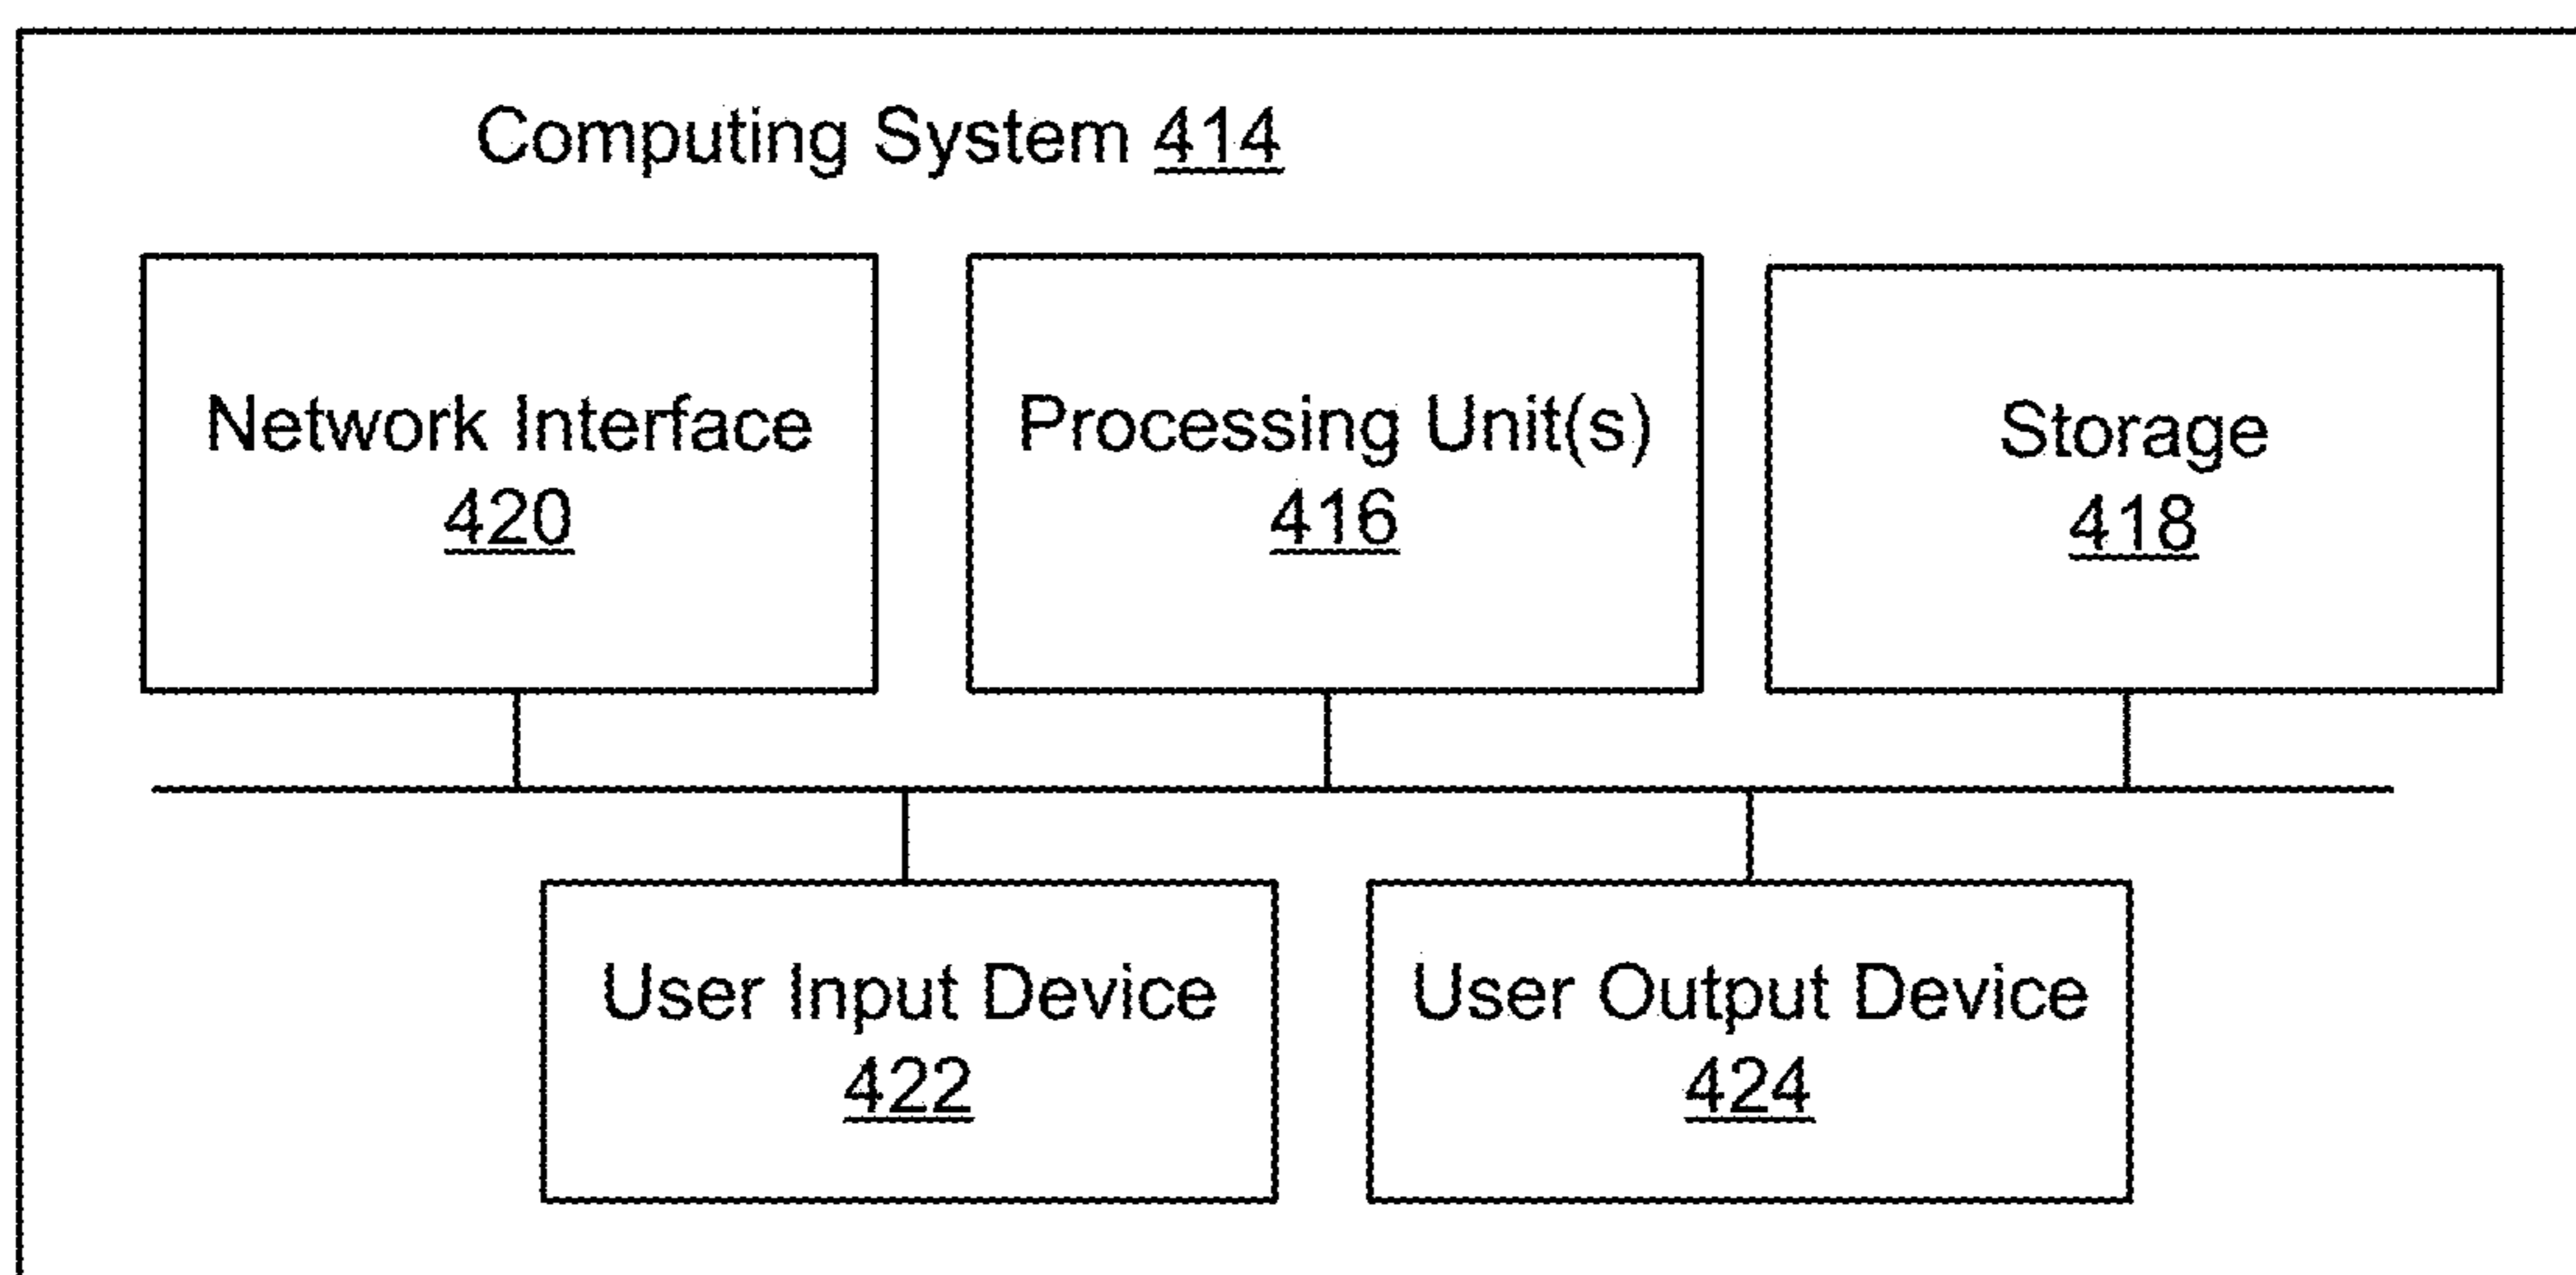 Computing System 414
Network Interface
420
Processing Unit(s)
416
Storage
418
User Input Device
422
User Output Device
424